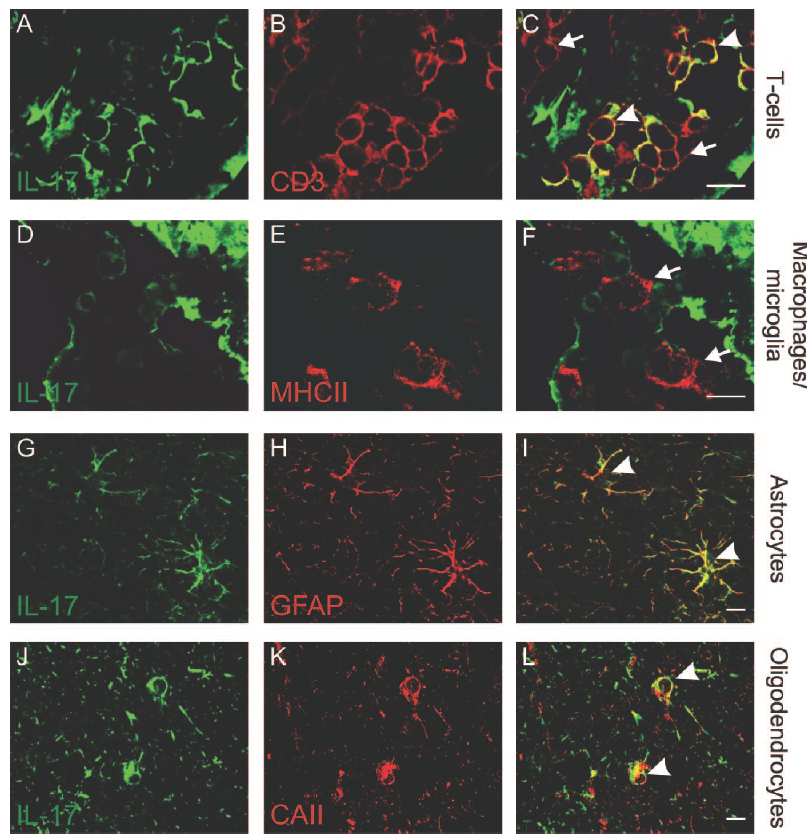 A
IL-17
B
CD3
C
T-cells
D
IL-17
E
MHCII
F
Macrophages/
microglia
G
IL-17
H
GFAP
I
Astrocytes
J
IL-17
K
CAII
L
Oligodendrocytes